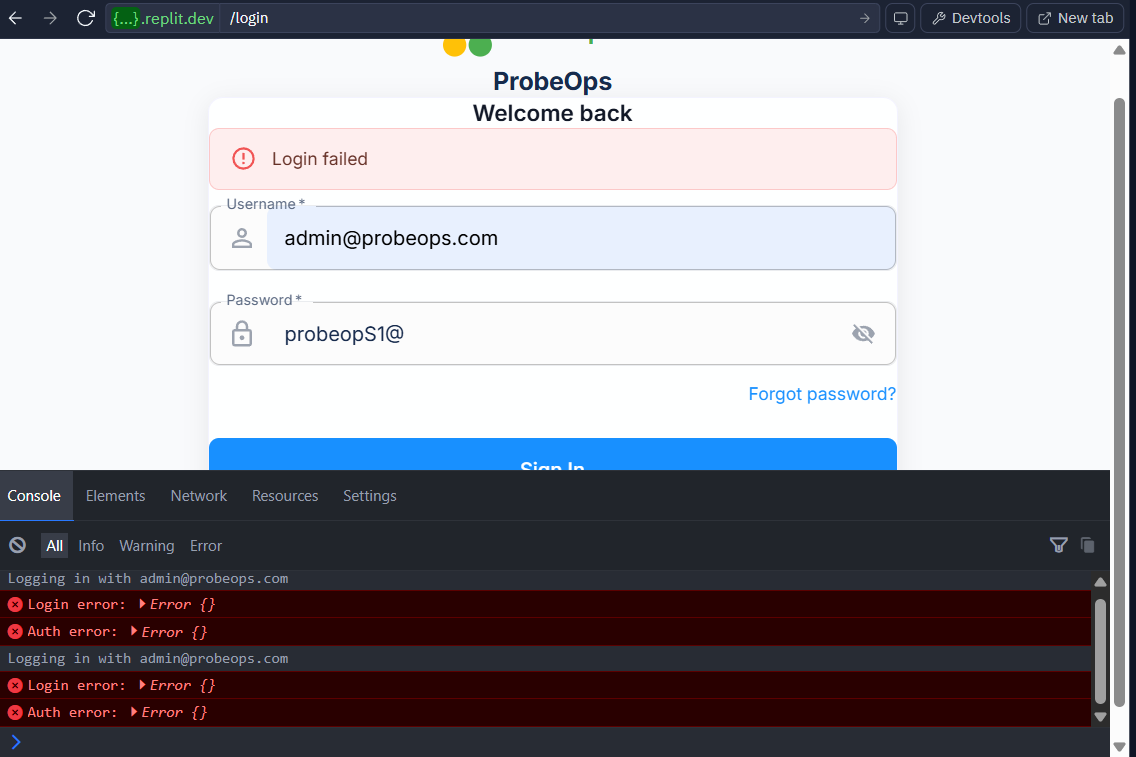 {...}.replit.dev /login Devtools New tab
ProbeOps
Welcome back
Login failed
Username *
admin@probeops.com
Password *
probeopS1@
Forgot password?
Sign In
Console Elements Network Resources Settings
All Info Warning Error
Logging in with admin@probeops.com
Login error: Error {}
Auth error: Error {}
Logging in with admin@probeops.com
Login error: Error {}
Auth error: Error {}